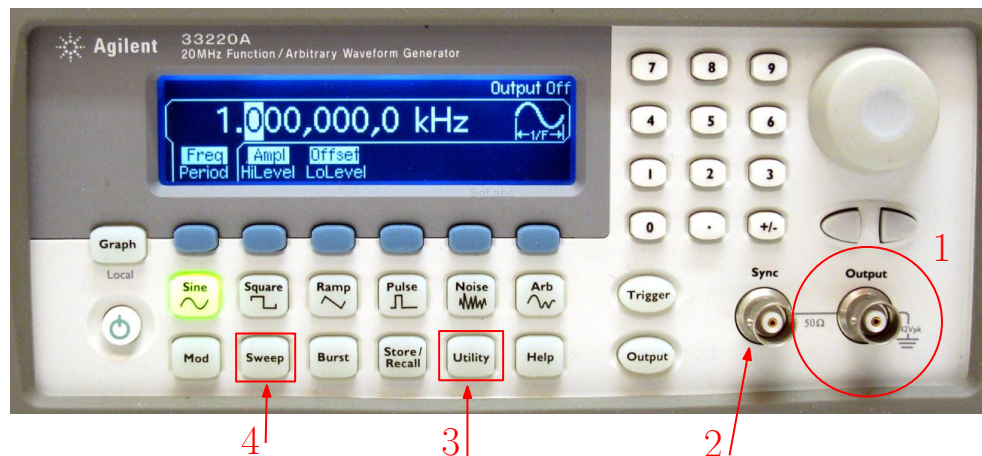 Agilent
33220A
20MHz Function / Arbitrary Waveform Generator
Output Off
1.000,000,0 kHz
1/F
Freq Ampl Offset
Period HiLevel LoLevel
7 8 9
4 5 6
1 2 3
0 . +/-
Graph
Local
Sine Square Ramp Pulse Noise Arb
Trigger
Sync Output
1
50Ω
42Vpk
Mod Sweep Burst Store/ Utility Help
Recall
Output
4 3 2